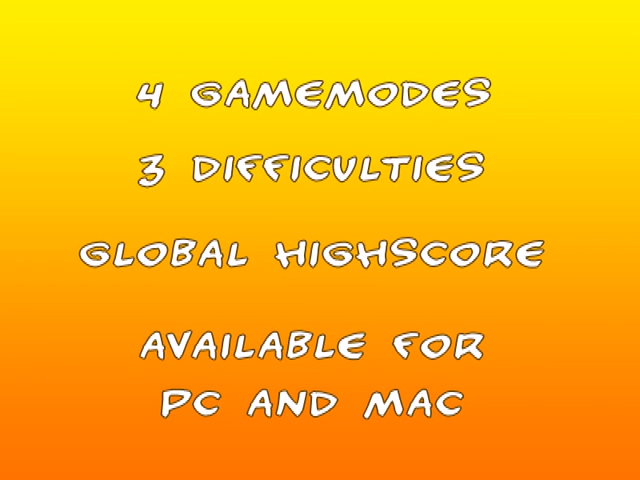 4 GAMEMODES
3 DIFFICULTIES
GLOBAL HIGHSCORE
AVAILABLE FOR
PC AND MAC